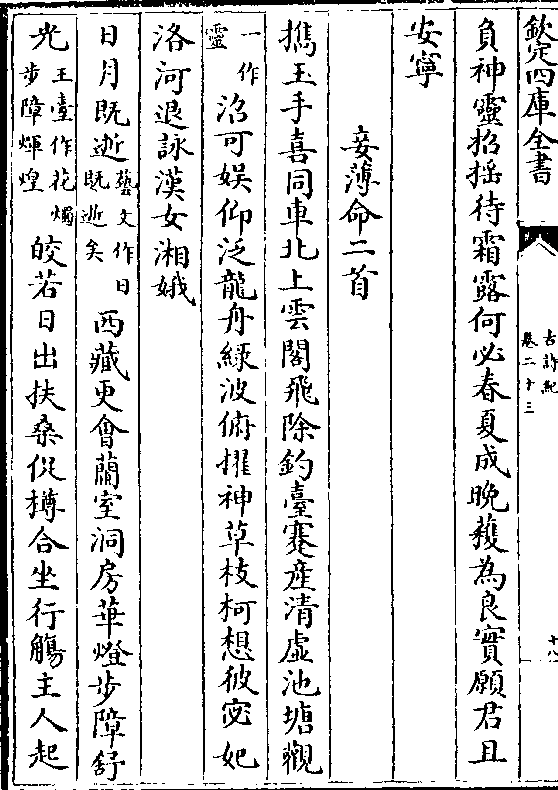 欽定四庫全書
古詩紀
卷二十三
十八
負神靈招搖待霜露何必春夏成晚穫為良實願君且
安寧
妾薄命二首
擕玉手喜同車北上雲閣飛除釣臺蹇産清虛池塘觀
一作
靈
沼可娱仰泛龍舟綠波俯擢神草枝柯想彼宓妃
洛河退詠漢女湘娥
日月既逝
藝文作日
既逝矣
西藏更會蘭室洞房華燈步障舒
光
玉臺作花燭
步障煇煌
皎若日出扶桑促樽合坐行觴主人起